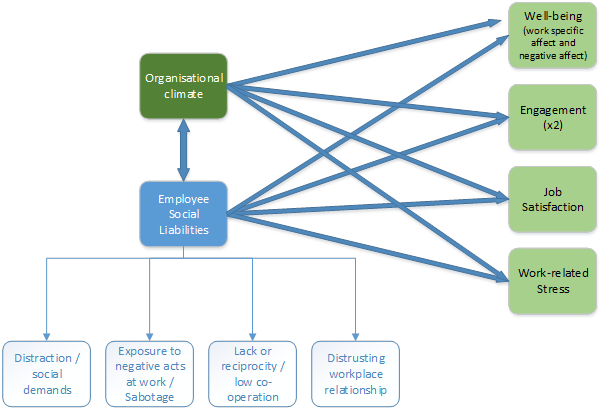 Well-being
(work specific
affect and
negative affect)
Organisational
climate
Engagement
(x2)
Employee
Social
Liabilities
Job
Satisfaction
Work-related
Stress
Distraction /
social
demands
Exposure to
negative acts
at work /
Sabotage
Lack or
reciprocity /
low co-
operation
Distrusting
workplace
relationship